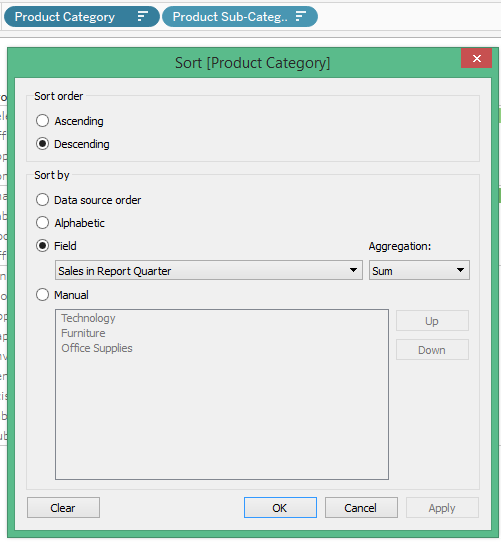 Product Category
Product Sub-Categ..
Sort [Product Category]
Sort order
Ascending
Descending
Sort by
Data source order
Alphabetic
Field
Aggregation:
Sales in Report Quarter
Sum
Manual
Technology
Furniture
Office Supplies
Up
Down
Clear
OK
Cancel
Apply